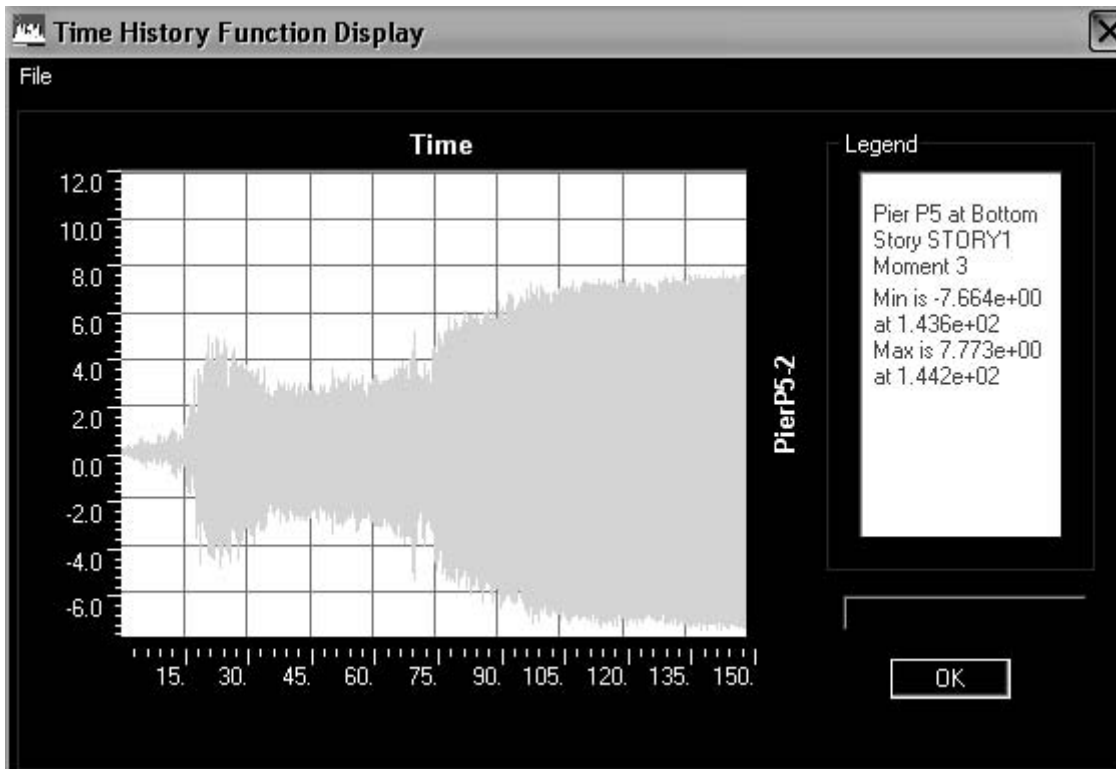 Time History Function Display
File
Time
12.0
10.0
8.0
6.0
4.0
2.0
0.0
-2.0
-4.0
-6.0
15. 30. 45. 60. 75. 90. 105. 120. 135. 150.
PierP5-2
Legend
Pier P5 at Bottom
Story STORY1
Moment 3
Min is -7.664e+00
at 1.436e+02
Max is 7.773e+00
at 1.442e+02
OK